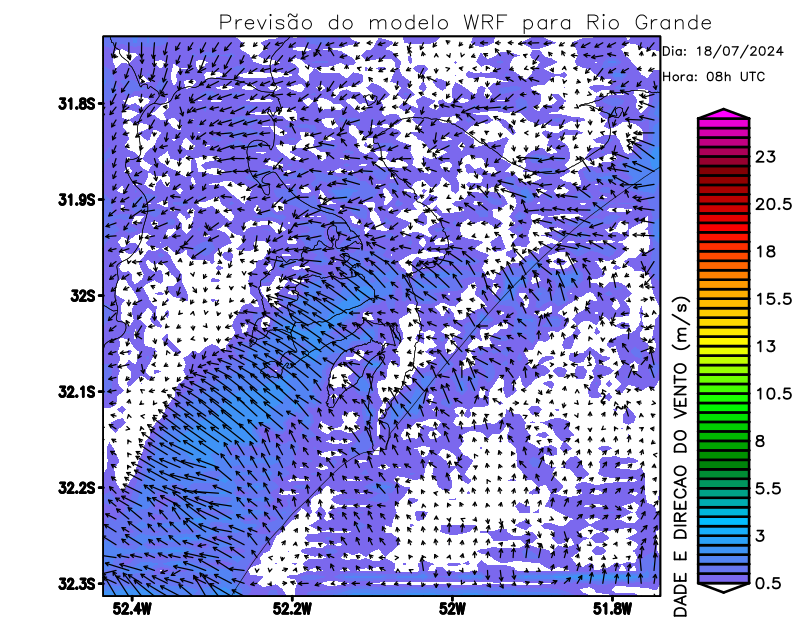 Previsão do modelo WRF para Rio Grande
Dia: 18/07/2024
Hora: 08h UTC
31.8S
31.9S
32S
32.1S
32.2S
32.3S
52.4W
52.2W
52W
51.8W
23
20.5
18
15.5
13
10.5
8
5.5
3
0.5
DADE E DIRECAO DO VENTO (m/s)